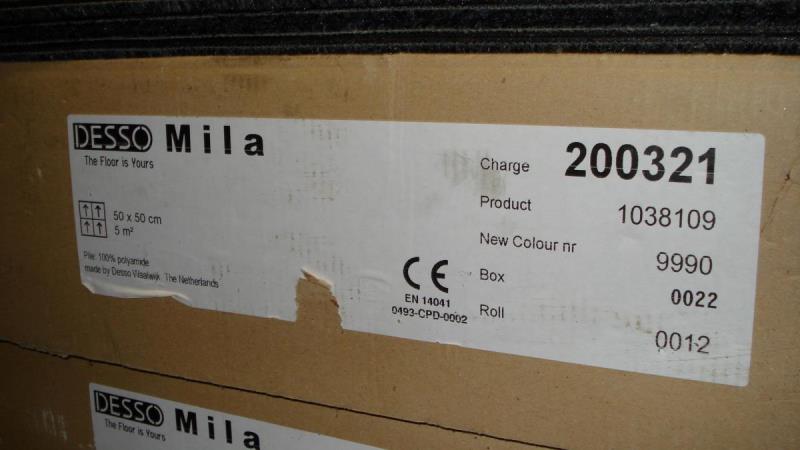 DESSO Mila
The Floor is Yours
50 x 50 cm
5 m²
Pile: 100% polyamide
made by Desso Waalwijk, The Netherlands
CE
EN 14041
0493-CPD-0002
Charge 200321
Product 1038109
New Colour nr 9990
Box 0022
Roll 0012
DESSO Mila
The Floor is Yours